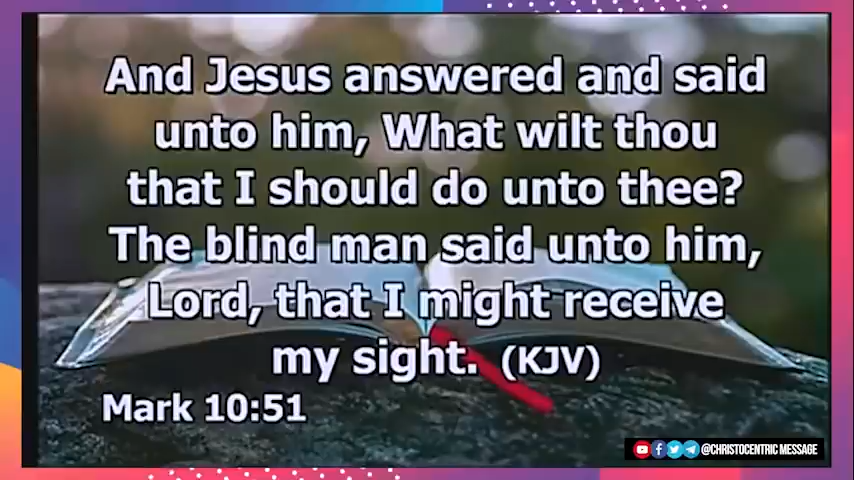 And Jesus answered and said
unto him, What wilt thou
that I should do unto thee?
The blind man said unto him,
Lord, that I might receive
my sight. (KJV)
Mark 10:51
@CHRISTOCENTRIC MESSAGE